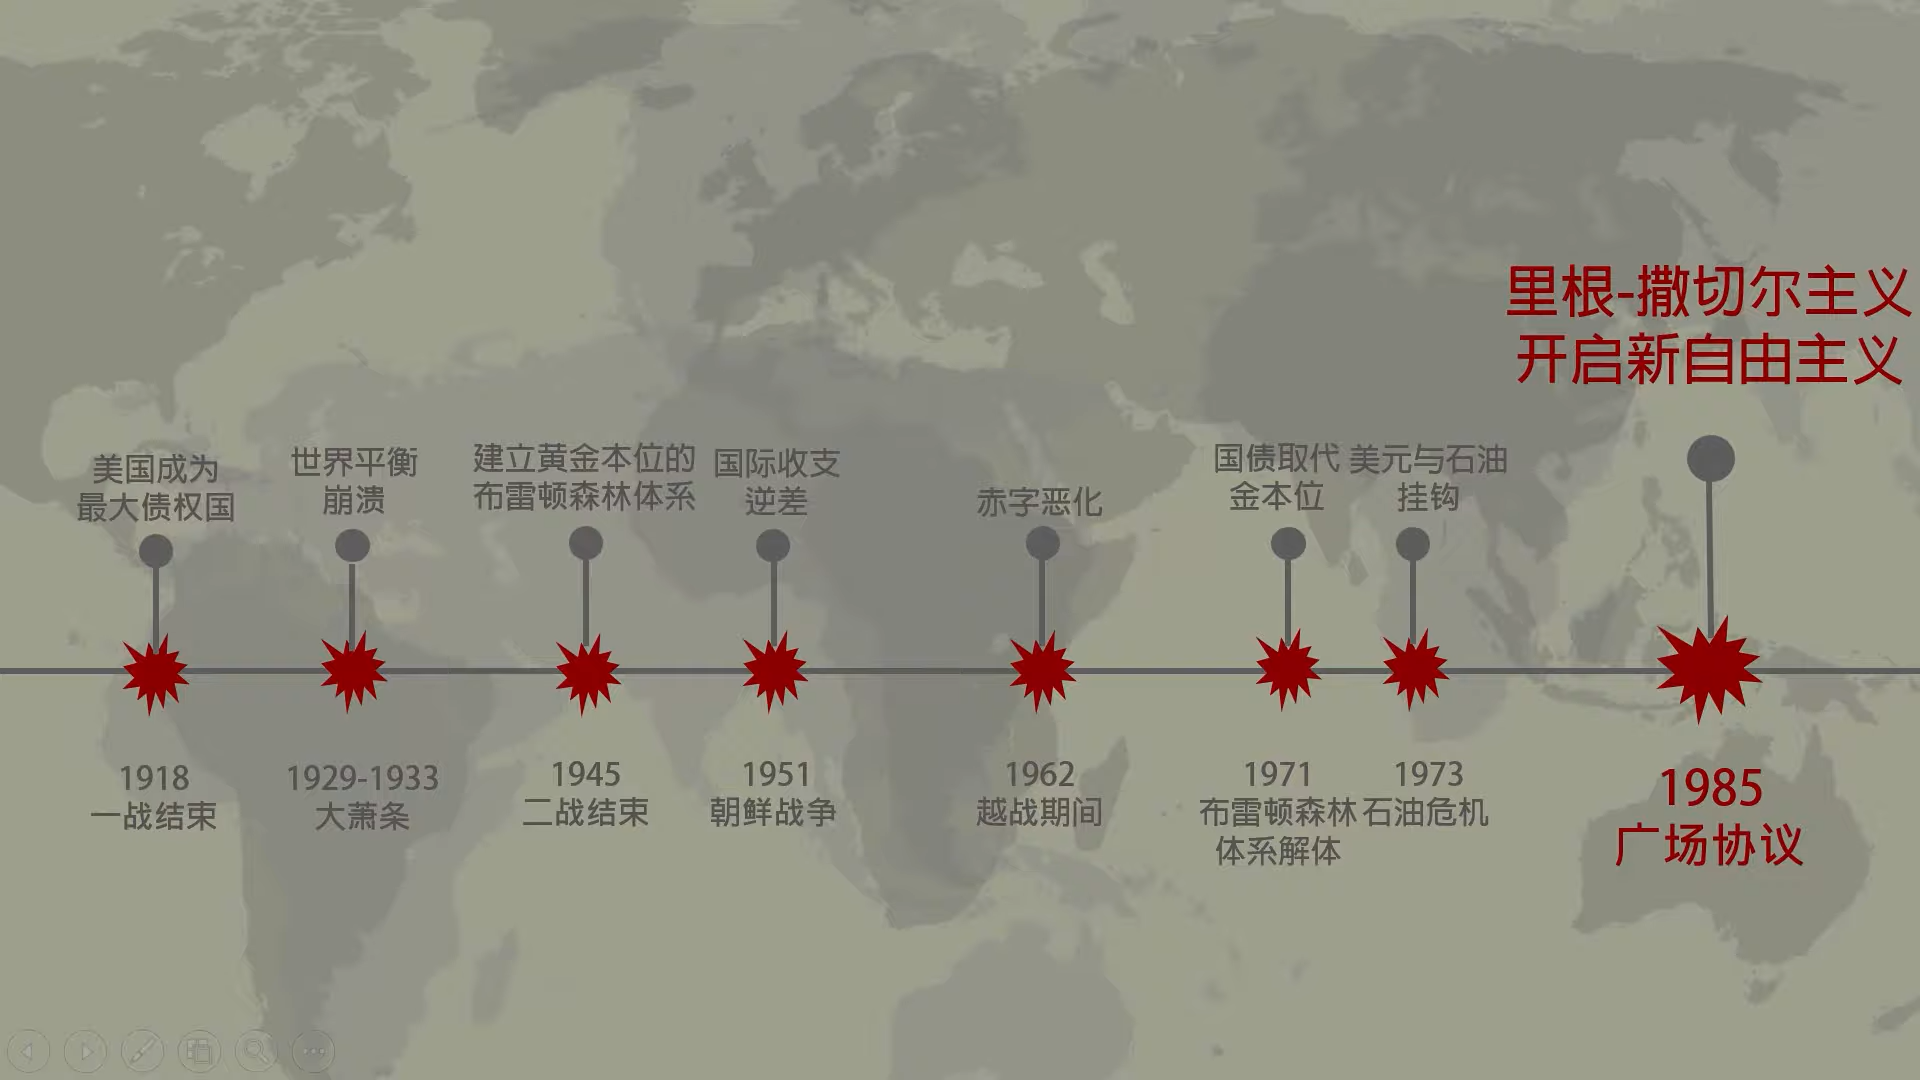 里根-撒切尔主义
开启新自由主义
美国成为
最大债权国
世界平衡
崩溃
建立黄金本位的
布雷顿森林体系
国际收支
逆差
赤字恶化
国债取代
金本位
美元与石油
挂钩
1918
一战结束
1929-1933
大萧条
1945
二战结束
1951
朝鲜战争
1962
越战期间
1971
布雷顿森林
体系解体
1973
石油危机
1985
广场协议